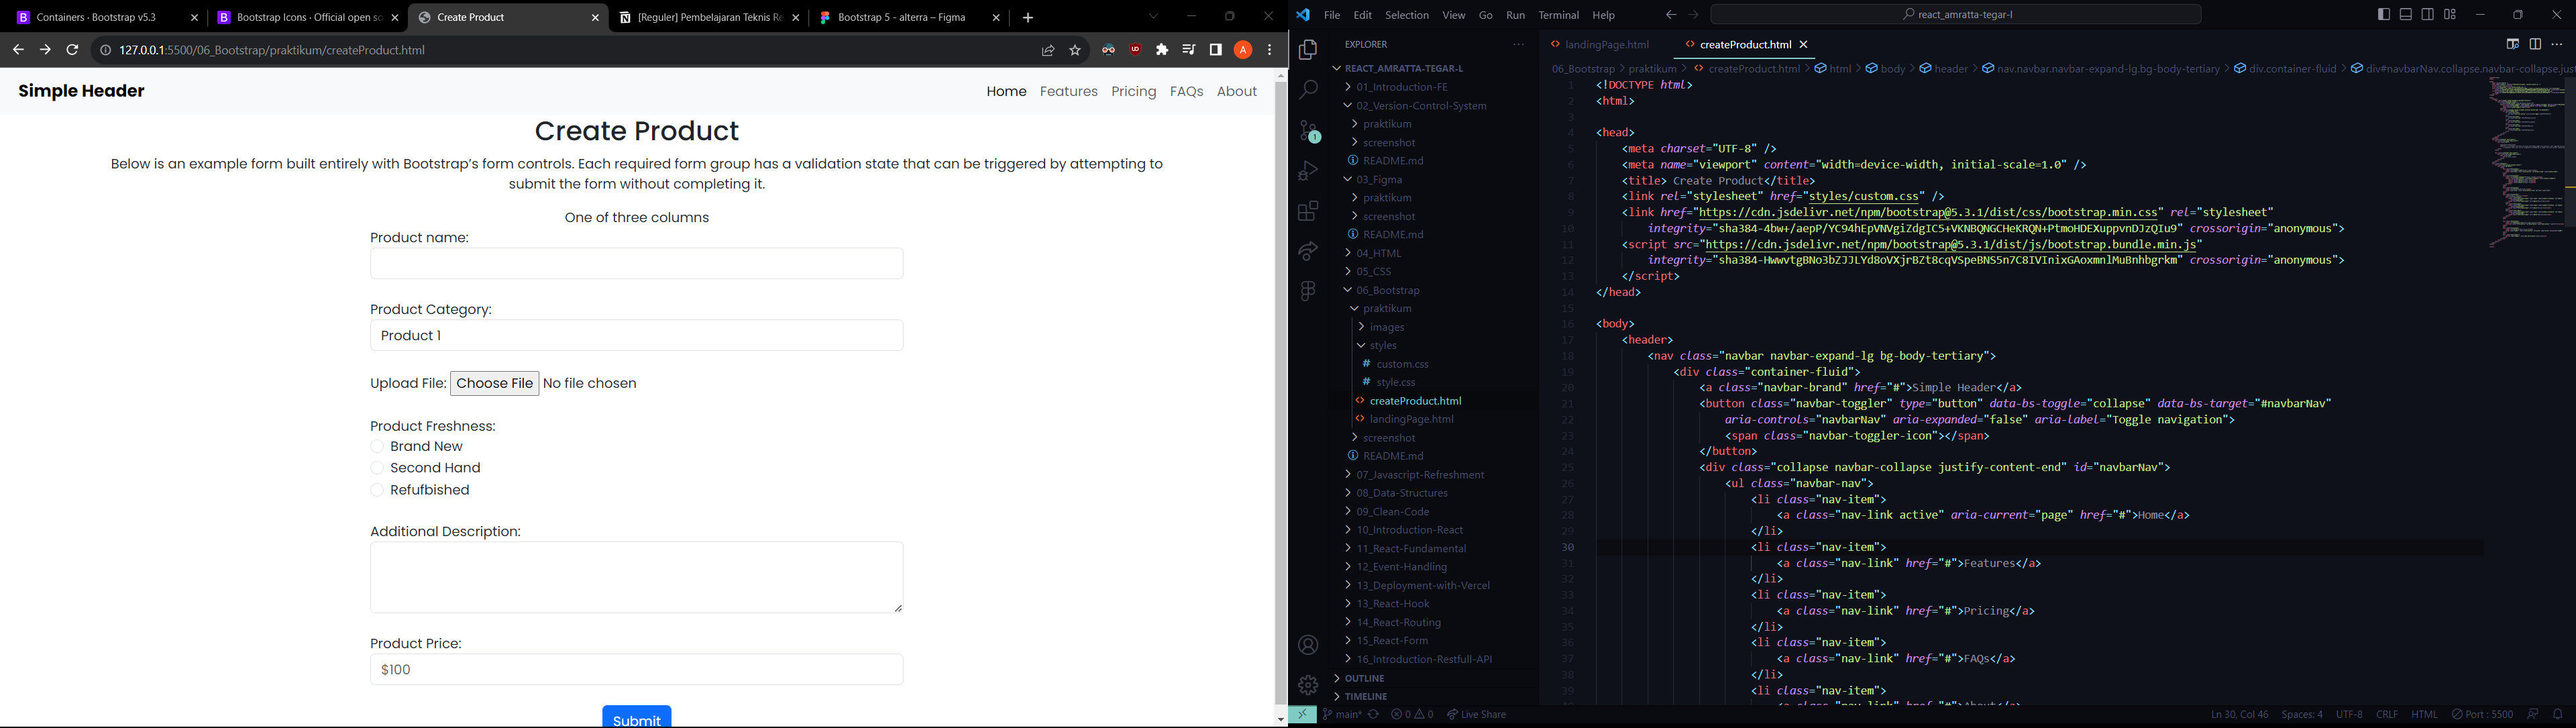 Containers · Bootstrap v5.3
Bootstrap Icons · Official open so
Create Product
[Reguler] Pembelajaran Teknis Re
Bootstrap 5 - alterra – Figma
127.0.0.1:5500/06_Bootstrap/praktikum/createProduct.html
A
Simple Header
Home Features Pricing FAQs About
Create Product
Below is an example form built entirely with Bootstrap’s form controls. Each required form group has a validation state that can be triggered by attempting to
submit the form without completing it.
One of three columns
Product name:
Product Category:
Product 1
Upload File: Choose File No file chosen
Product Freshness:
Brand New
Second Hand
Refufbished
Additional Description:
Product Price:
$100
Submit
File Edit Selection View Go Run Terminal Help
react_amratta-tegar-l
EXPLORER
REACT_AMRATTA-TEGAR-L
01_Introduction-FE
02_Version-Control-System
praktikum
screenshot
README.md
03_Figma
praktikum
screenshot
README.md
04_HTML
05_CSS
06_Bootstrap
praktikum
images
styles
custom.css
style.css
createProduct.html
landingPage.html
screenshot
README.md
07_Javascript-Refreshment
08_Data-Structures
09_Clean-Code
10_Introduction-React
11_React-Fundamental
12_Event-Handling
13_Deployment-with-Vercel
13_React-Hook
14_React-Routing
15_React-Form
16_Introduction-Restfull-API
OUTLINE
TIMELINE
landingPage.html
createProduct.html
06_Bootstrap > praktikum > createProduct.html > html > body > header > nav.navbar.navbar-expand-lg.bg-body-tertiary > div.container-fluid > div#navbarNav.collapse.navbar-collapse.jus
1 <!DOCTYPE html>
2 <html>
3
4 <head>
5 <meta charset="UTF-8" />
6 <meta name="viewport" content="width=device-width, initial-scale=1.0" />
7 <title> Create Product</title>
8 <link rel="stylesheet" href="styles/custom.css" />
9 <link href="https://cdn.jsdelivr.net/npm/bootstrap@5.3.1/dist/css/bootstrap.min.css" rel="stylesheet"
10 integrity="sha384-4bw+/aepP/YC94hEpVNVgiZdgIC5+VKNBQNGCHeKRQN+PtmoHDEXuppvnDJzQIu9" crossorigin="anonymous">
11 <script src="https://cdn.jsdelivr.net/npm/bootstrap@5.3.1/dist/js/bootstrap.bundle.min.js"
12 integrity="sha384-HwwvtgBNo3bZJJLYd8oVXjrBZt8cqVSpeBNS5n7C8IVInixGAoxmnlMuBnhbgrkm" crossorigin="anonymous">
13 </script>
14 </head>
15
16 <body>
17 <header>
18 <nav class="navbar navbar-expand-lg bg-body-tertiary">
19 <div class="container-fluid">
20 <a class="navbar-brand" href="#">Simple Header</a>
21 <button class="navbar-toggler" type="button" data-bs-toggle="collapse" data-bs-target="#navbarNav"
22 aria-controls="navbarNav" aria-expanded="false" aria-label="Toggle navigation">
23 <span class="navbar-toggler-icon"></span>
24 </button>
25 <div class="collapse navbar-collapse justify-content-end" id="navbarNav">
26 <ul class="navbar-nav">
27 <li class="nav-item">
28 <a class="nav-link active" aria-current="page" href="#">Home</a>
29 </li>
30 <li class="nav-item">
31 <a class="nav-link" href="#">Features</a>
32 </li>
33 <li class="nav-item">
34 <a class="nav-link" href="#">Pricing</a>
35 </li>
36 <li class="nav-item">
37 <a class="nav-link" href="#">FAQs</a>
38 </li>
39 <li class="nav-item">
main* 0 0 Live Share
Ln 30, Col 46 Spaces: 4 UTF-8 CRLF HTML Port : 5500